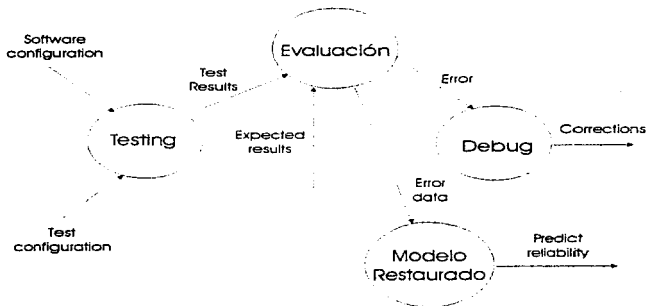 Software
configuration
Evaluación
Test
Results
Error
Testing
Expected
results
Corrections
Debug
Error
data
Test
configuration
Modelo
Restaurado
Predict
reliability